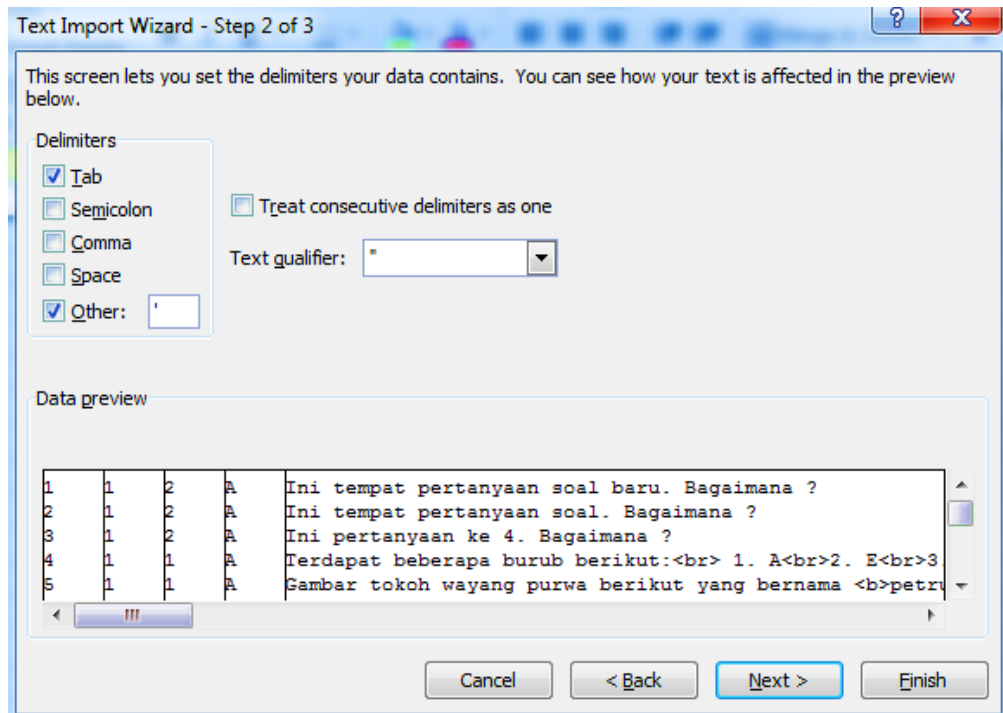 Text Import Wizard - Step 2 of 3
This screen lets you set the delimiters your data contains. You can see how your text is affected in the preview
below.
Delimiters
Tab
Semicolon
Comma
Space
Other: '
Treat consecutive delimiters as one
Text qualifier: "
Data preview
1 1 2 A Ini tempat pertanyaan soal baru. Bagaimana ?
2 1 2 A Ini tempat pertanyaan soal. Bagaimana ?
3 1 2 A Ini pertanyaan ke 4. Bagaimana ?
4 1 1 A Terdapat beberapa burub berikut:<br> 1. A<br>2. E<br>3.
5 1 1 A Gambar tokoh wayang purwa berikut yang bernama <b>petru
Cancel < Back Next > Finish